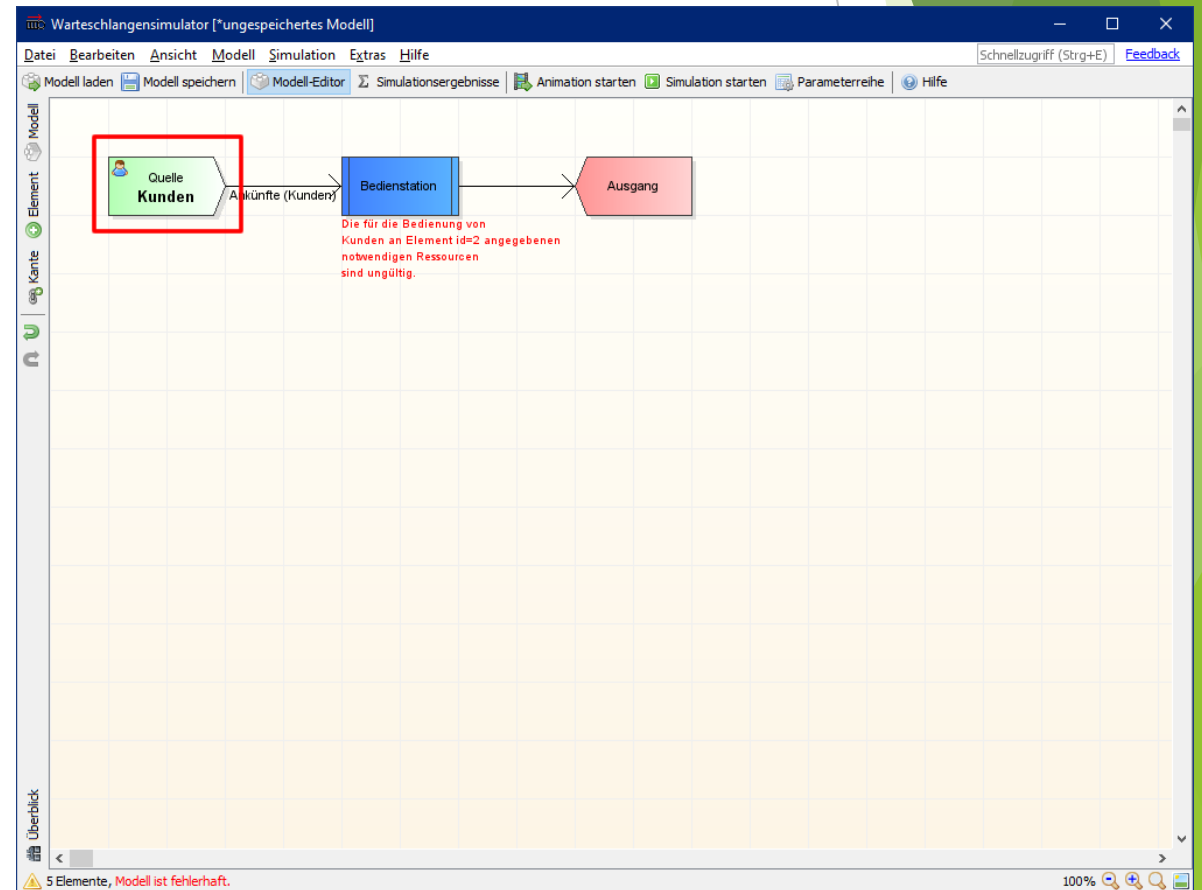 Warteschlangensimulator [*ungespeichertes Modell]
Datei Bearbeiten Ansicht Modell Simulation Extras Hilfe
Schnellzugriff (Strg+E) Feedback
Modell laden Modell speichern Modell-Editor Σ Simulationsergebnisse Animation starten Simulation starten Parameterreihe Hilfe
Modell
Element
Kante
Quelle
Kunden
Ankünfte (Kunden)
Bedienstation
Ausgang
Die für die Bedienung von
Kunden an Element id=2 angegebenen
notwendigen Ressourcen
sind ungültig.
Überblick
5 Elemente, Modell ist fehlerhaft.
100%